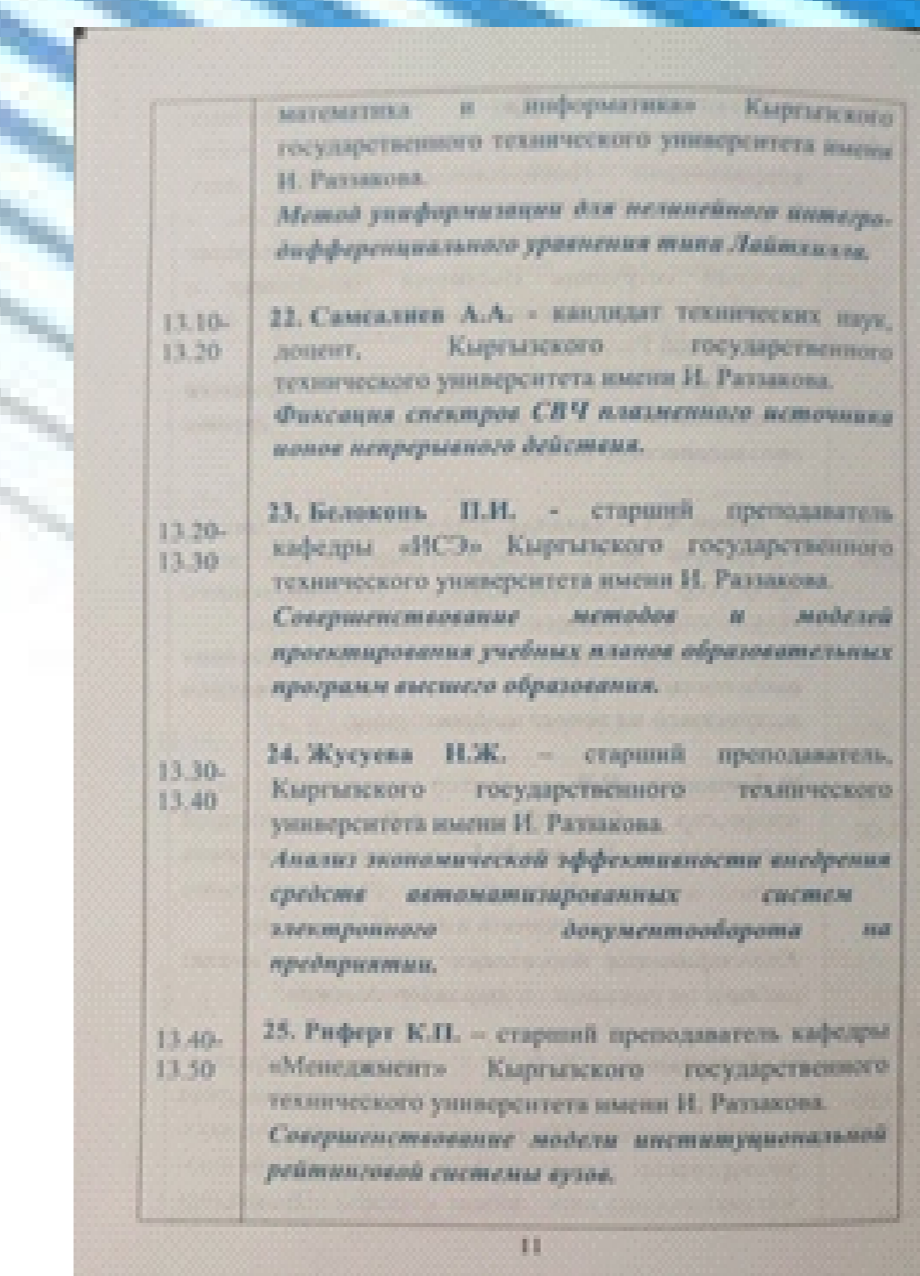 математика и информатика» Кыргызского
государственного технического университета имени
И. Раззакова.
Метод униформизации для нелинейного интегро-
дифференциального уравнения типа Лайтхилла.
13.10-
13.20
22. Самсалиев А.А. - кандидат технических наук,
доцент, Кыргызского государственного
технического университета имени И. Раззакова.
Фиксация спектров СВЧ плазменного источника
ионов непрерывного действия.
13.20-
13.30
23. Белоконь П.И. - старший преподаватель
кафедры «ИСЭ» Кыргызского государственного
технического университета имени И. Раззакова.
Совершенствование методов и моделей
проектирования учебных планов образовательных
программ высшего образования.
13.30-
13.40
24. Жусуева Н.Ж. – старший преподаватель,
Кыргызского государственного технического
университета имени И. Раззакова.
Анализ экономической эффективности внедрения
средств автоматизированных систем
электронного документооборота на
предприятии.
13.40-
13.50
25. Риферт К.П. – старший преподаватель кафедры
«Менеджмент» Кыргызского государственного
технического университета имени И. Раззакова.
Совершенствование модели институциональной
рейтинговой системы вузов.
11